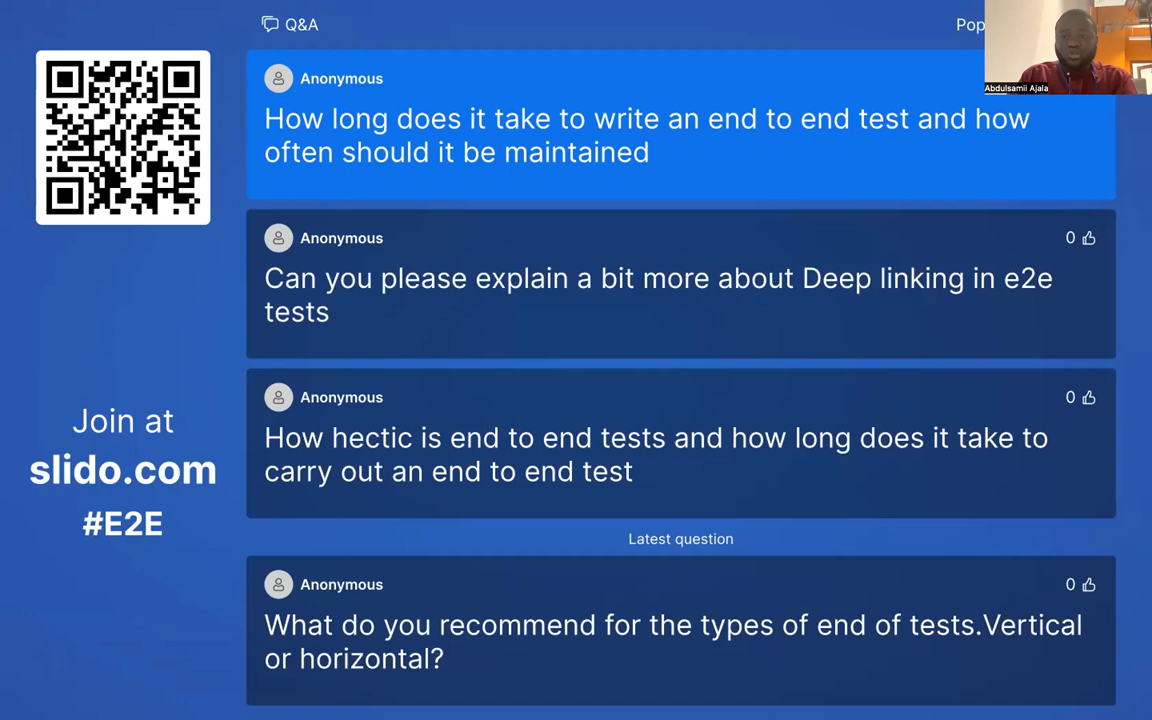 Q&A
Pop
Abdulsamii Ajala
Anonymous
How long does it take to write an end to end test and how
often should it be maintained
Anonymous
0
Can you please explain a bit more about Deep linking in e2e
tests
Anonymous
0
How hectic is end to end tests and how long does it take to
carry out an end to end test
Latest question
Anonymous
0
What do you recommend for the types of end of tests.Vertical
or horizontal?
Join at
slido.com
#E2E